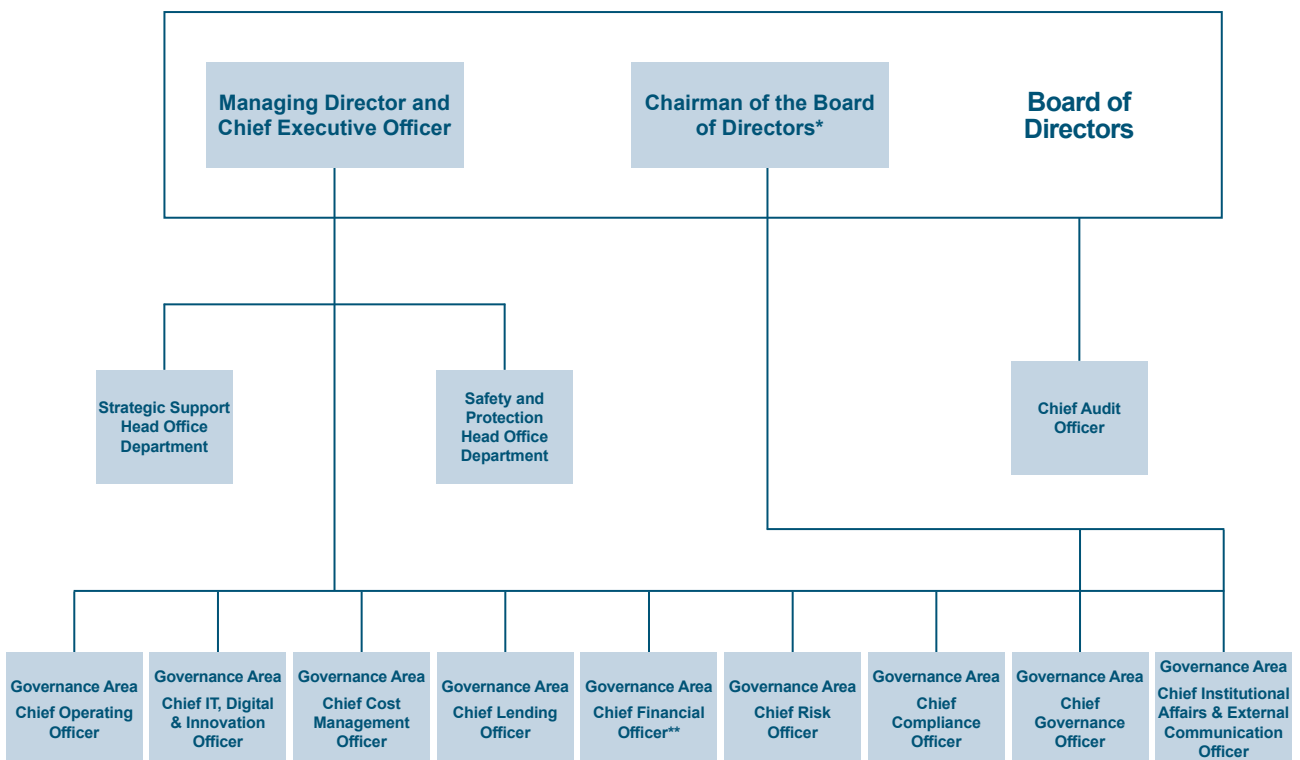 Managing Director and
Chief Executive Officer
Chairman of the Board
of Directors*
Board of
Directors
Strategic Support
Head Office
Department
Safety and
Protection
Head Office
Department
Chief Audit
Officer
Governance Area
Chief Operating
Officer
Governance Area
Chief IT, Digital
& Innovation
Officer
Governance Area
Chief Cost
Management
Officer
Governance Area
Chief Lending
Officer
Governance Area
Chief Financial
Officer**
Governance Area
Chief Risk
Officer
Governance Area
Chief
Compliance
Officer
Governance Area
Chief
Governance
Officer
Governance Area
Chief Institutional
Affairs & External
Communication
Officer